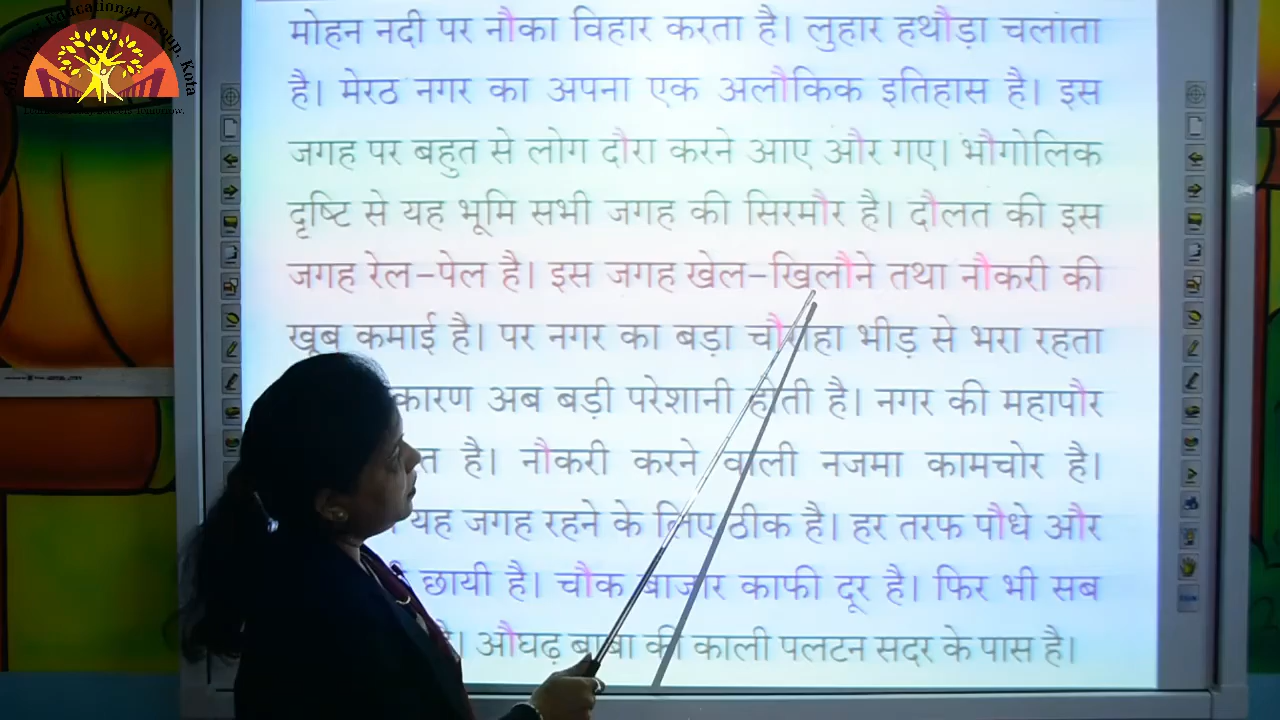 Educational Group, Kota
मोहन नदी पर नौका विहार करता है। लुहार हथौड़ा चलाता
है। मेरठ नगर का अपना एक अलौकिक इतिहास है। इस
जगह पर बहुत से लोग दौरा करने आए और गए। भौगोलिक
दृष्टि से यह भूमि सभी जगह की सिरमौर है। दौलत की इस
जगह रेल-पेल है। इस जगह खेल-खिलौने तथा नौकरी की
खूब कमाई है। पर नगर का बड़ा चौराहा भीड़ से भरा रहता
कारण अब बड़ी परेशानी होती है। नगर की महापौर
है। नौकरी करने वाली नजमा कामचोर है।
यह जगह रहने के लिए ठीक है। हर तरफ पौधे और
छायी है। चौक बाजार काफी दूर है। फिर भी सब
औघढ़ बाबा की काली पलटन सदर के पास है।